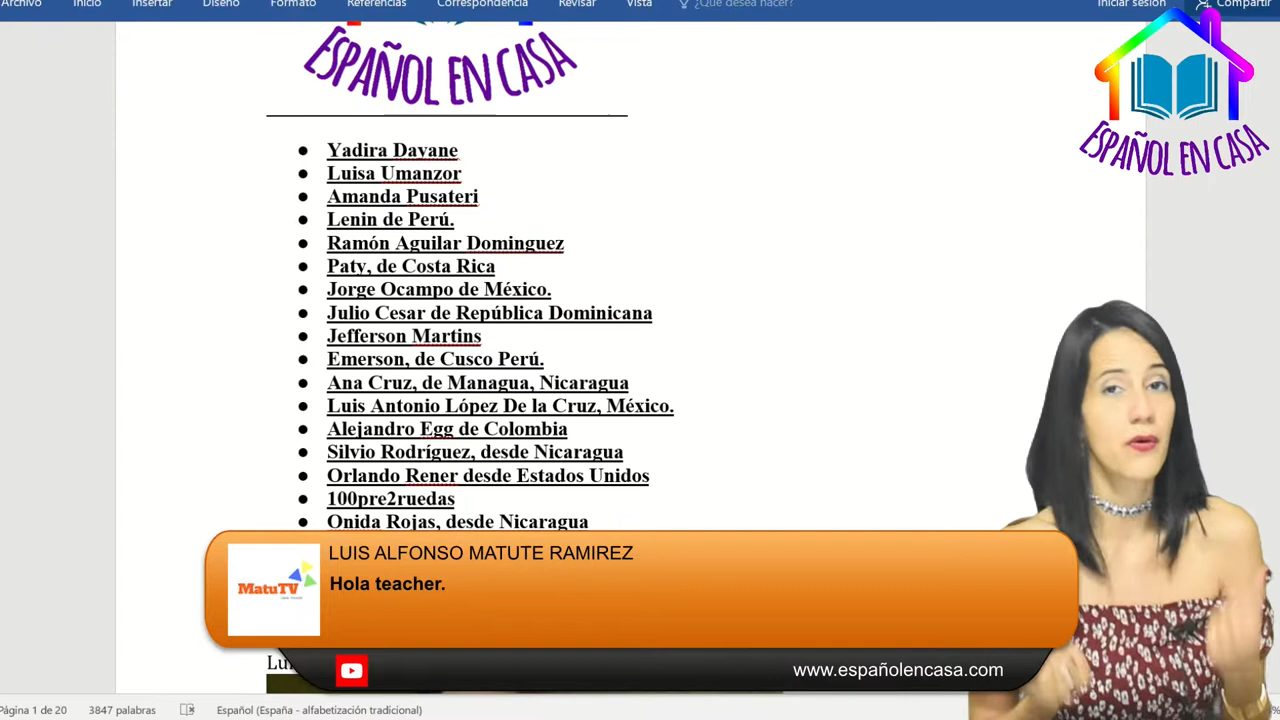 Archivo Inicio Insertar Diseño Formato Referencias Correspondencia Revisar Vista ¿Qué desea hacer? Iniciar sesión Compartir
ESPAÑOL EN CASA
ESPAÑOL EN CASA
Yadira Dayane
Luisa Umanzor
Amanda Pusateri
Lenin de Perú.
Ramón Aguilar Dominguez
Paty, de Costa Rica
Jorge Ocampo de México.
Julio Cesar de República Dominicana
Jefferson Martins
Emerson, de Cusco Perú.
Ana Cruz, de Managua, Nicaragua
Luis Antonio López De la Cruz, México.
Alejandro Egg de Colombia
Silvio Rodríguez, desde Nicaragua
Orlando Rener desde Estados Unidos
100pre2ruedas
Onida Rojas, desde Nicaragua
LUIS ALFONSO MATUTE RAMIREZ
MatuTV
Hola teacher.
www.españolencasa.com
Página 1 de 20 3847 palabras Español (España - alfabetización tradicional)